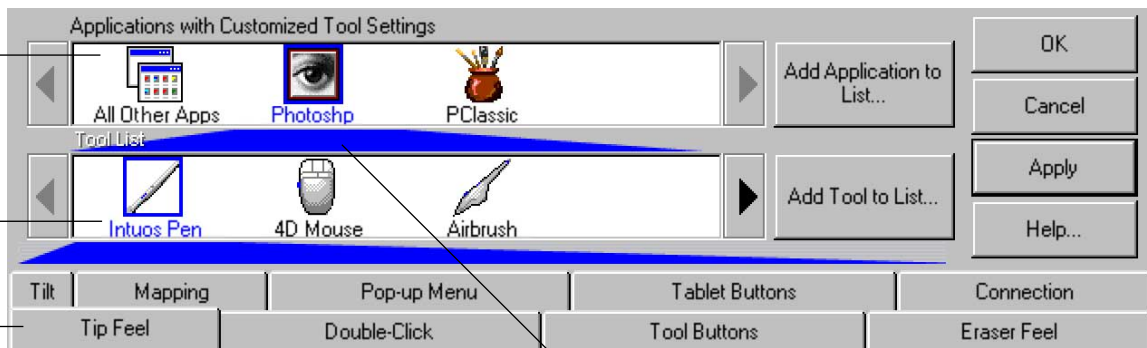 Applications with Customized Tool Settings
All Other Apps
Photoshp
PClassic
Add Application to
List...
OK
Cancel
Tool List
Intuos Pen
4D Mouse
Airbrush
Add Tool to List...
Apply
Help...
Tilt
Mapping
Pop-up Menu
Tablet Buttons
Connection
Tip Feel
Double-Click
Tool Buttons
Eraser Feel